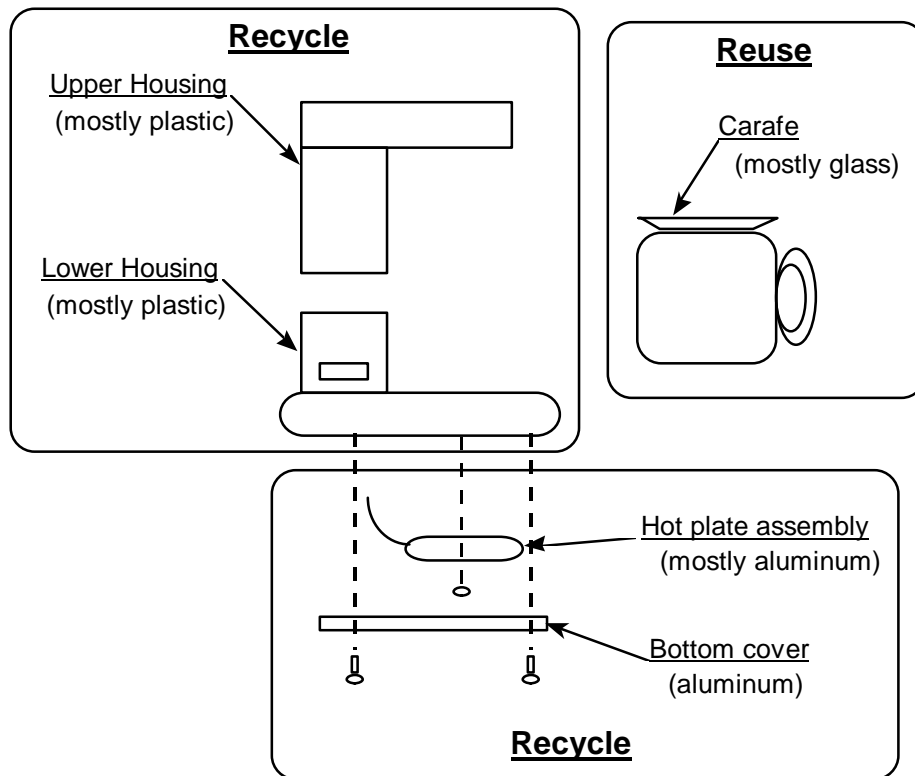 Recycle
Upper Housing
(mostly plastic)
Lower Housing
(mostly plastic)
Reuse
Carafe
(mostly glass)
Hot plate assembly
(mostly aluminum)
Bottom cover
(aluminum)
Recycle